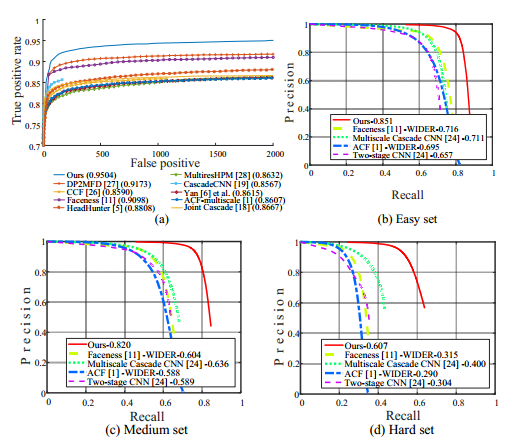 True positive rate
1
0.95
0.9
0.85
0.8
0.75
0.7
0 500 1000 1500 2000
False positive
Ours (0.9504)
DP2MFD [27] (0.9173)
CCF [26] (0.8590)
Faceness [11] (0.9098)
HeadHunter [5] (0.8808)
MultiresHPM [28] (0.8632)
CascadeCNN [19] (0.8567)
Yan [6] et al. (0.8615)
ACF-multiscale [1] (0.8607)
Joint Cascade [18] (0.8667)
(a)
Precision
1
0.8
0.6
0.4
0.2
0 0.2 0.4 0.6 0.8 1
Ours-0.851
Faceness [11] -WIDER-0.716
Multiscale Cascade CNN [24] -0.711
ACF [1] -WIDER-0.695
Two-stage CNN [24] -0.657
Recall
(b) Easy set
Precision
1
0.8
0.6
0.4
0.2
0 0.2 0.4 0.6 0.8 1
Ours-0.820
Faceness [11] -WIDER-0.604
Multiscale Cascade CNN [24] -0.636
ACF [1] -WIDER-0.588
Two-stage CNN [24] -0.589
Recall
(c) Medium set
Precision
1
0.8
0.6
0.4
0.2
0 0.2 0.4 0.6 0.8 1
Ours-0.607
Faceness [11] -WIDER-0.315
Multiscale Cascade CNN [24] -0.400
ACF [1] -WIDER-0.290
Two-stage CNN [24] -0.304
Recall
(d) Hard set